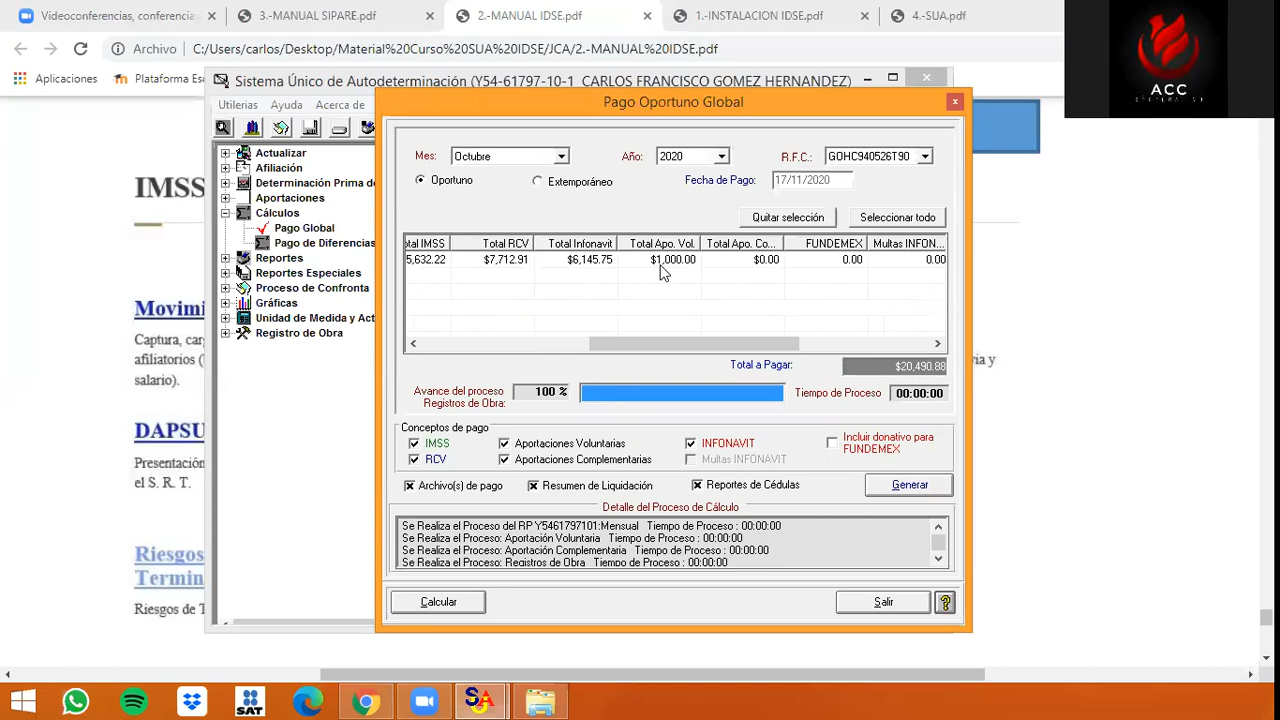 Videoconferencias, conferencia
3.-MANUAL SIPARE.pdf
2.-MANUAL IDSE.pdf
1.-INSTALACION IDSE.pdf
4.-SUA.pdf
Archivo
C:/Users/carlos/Desktop/Material%20Curso%20SUA%20IDSE/JCA/2.-MANUAL%20IDSE.pdf
Aplicaciones
Plataforma Es
ACC
Sistema Único de Autodeterminación (Y54-61797-10-1 CARLOS FRANCISCO GOMEZ HERNANDEZ)
Utilerias Ayuda Acerca de
Actualizar
Afiliación
Determinación Prima d
Aportaciones
Cálculos
Pago Global
Pago de Diferencias
Reportes
Reportes Especiales
Proceso de Confronta
Gráficas
Unidad de Medida y Act
Registro de Obra
IMSS
Movim
Captura, car
afiliatorios (
salario).
ria y
DAPSU
Presentación
el S. R. T.
Riesgos
Termin
Riesgos de T
Pago Oportuno Global
Mes: Octubre Año: 2020 R.F.C.: GOHC940526T90
Oportuno Extemporáneo Fecha de Pago: 17/11/2020
Quitar selección Seleccionar todo
tal IMSS Total RCV Total Infonavit Total Apo. Vol. Total Apo. Co... FUNDEMEX Multas INFON...
5,632.22 $7,712.91 $6,145.75 $1,000.00 $0.00 0.00 0.00
Total a Pagar: $20,490.88
Avance del proceso
Registros de Obra:
100 %
Tiempo de Proceso 00:00:00
Conceptos de pago
IMSS Aportaciones Voluntarias INFONAVIT
RCV Aportaciones Complementarias Multas INFONAVIT
Incluir donativo para
FUNDEMEX
Archivo(s) de pago Resumen de Liquidación Reportes de Cédulas Generar
Detalle del Proceso de Cálculo
Se Realiza el Proceso del RP Y5461797101:Mensual Tiempo de Proceso : 00:00:00
Se Realiza el Proceso: Aportación Voluntaria Tiempo de Proceso : 00:00:00
Se Realiza el Proceso: Aportación Complementaria Tiempo de Proceso : 00:00:00
Se Realiza el Proceso: Registros de Obra Tiempo de Proceso : 00:00:00
Calcular Salir ?
SAT